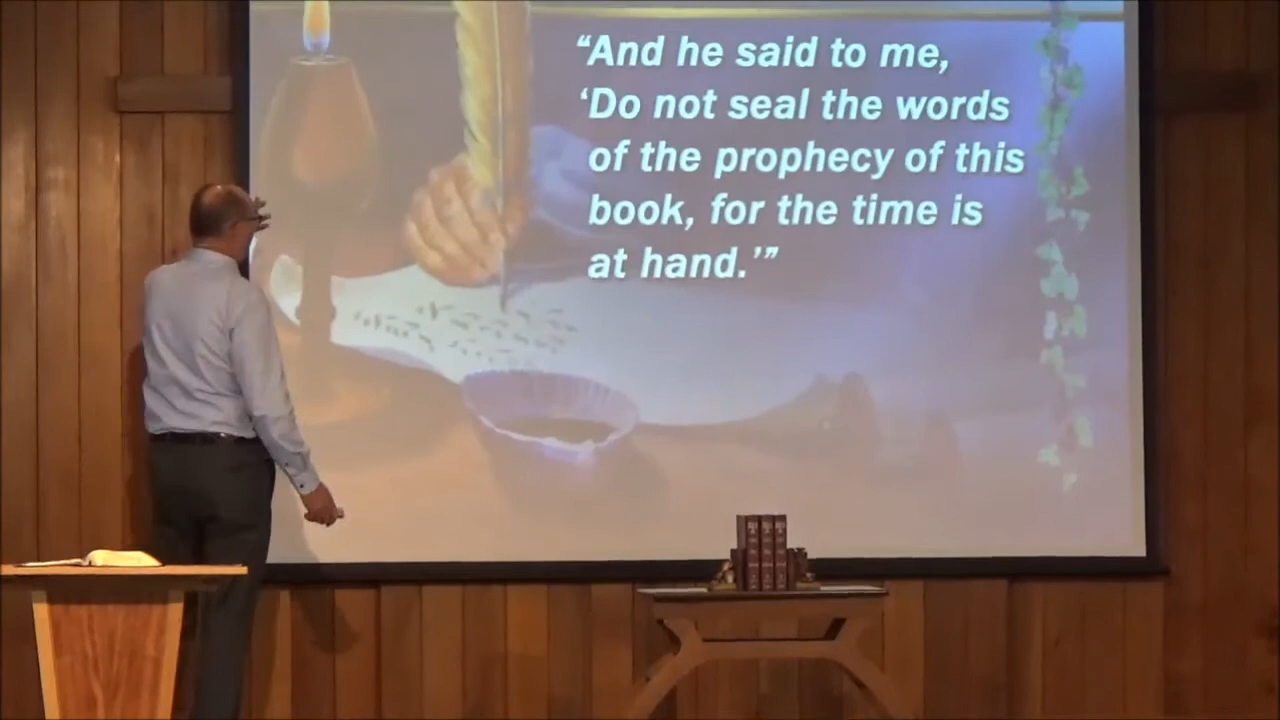 “And he said to me,
‘Do not seal the words
of the prophecy of this
book, for the time is
at hand.’”